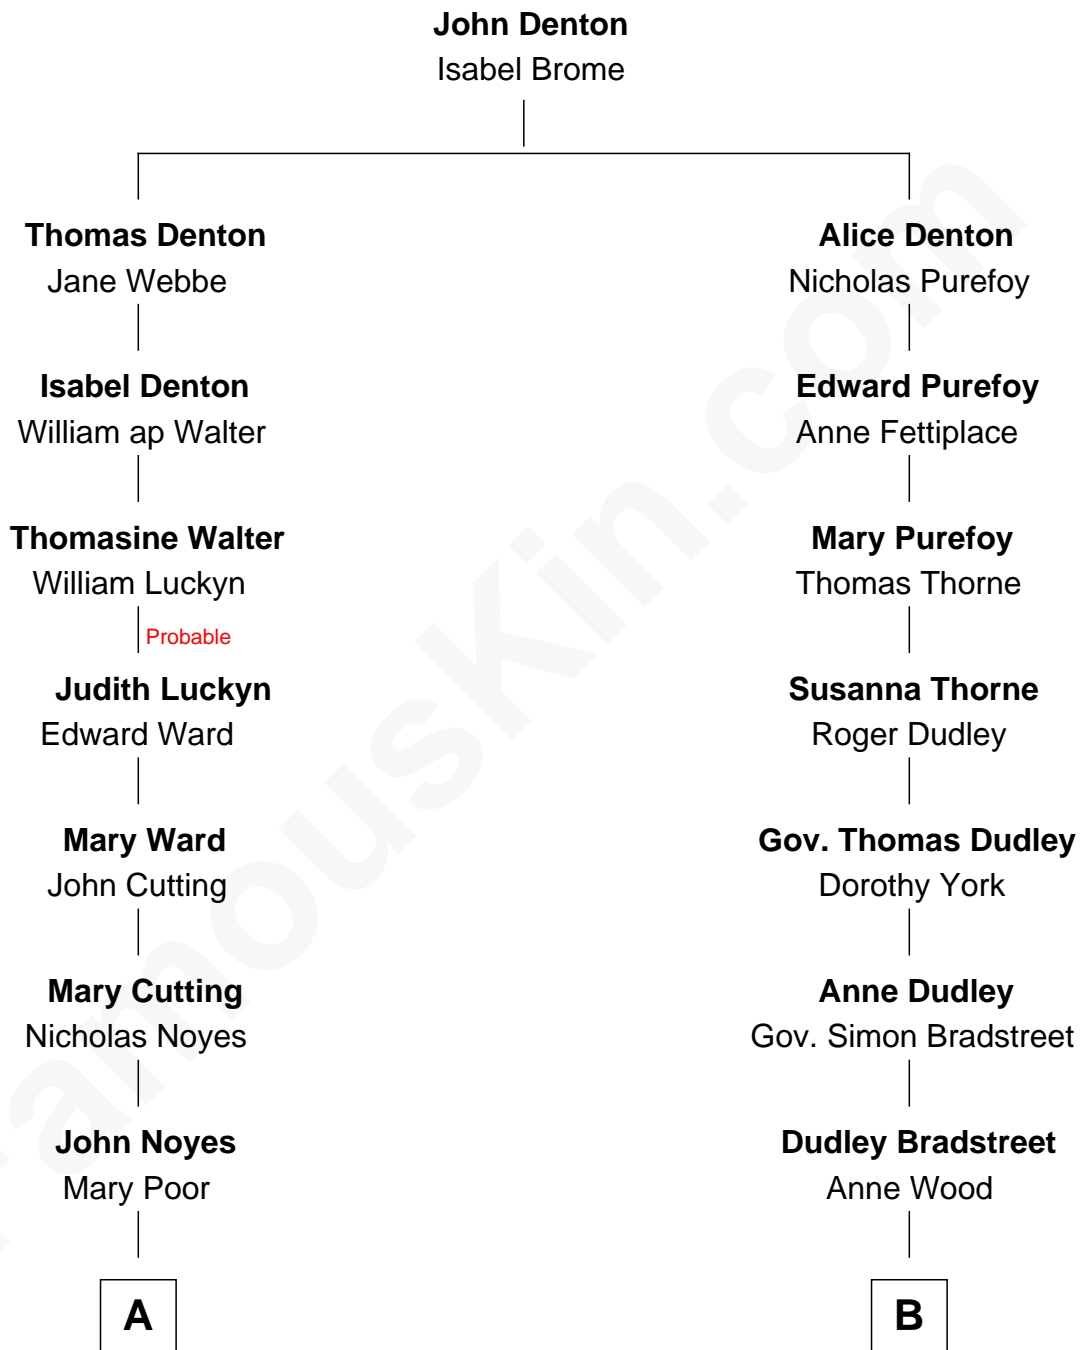 John Denton
Isabel Brome
Thomas Denton
Jane Webbe
Alice Denton
Nicholas Purefoy
Isabel Denton
William ap Walter
Edward Purefoy
Anne Fettiplace
Thomasine Walter
William Luckyn
Mary Purefoy
Thomas Thorne
Probable
Judith Luckyn
Edward Ward
Susanna Thorne
Roger Dudley
Mary Ward
John Cutting
Gov. Thomas Dudley
Dorothy York
Mary Cutting
Nicholas Noyes
Anne Dudley
Gov. Simon Bradstreet
John Noyes
Mary Poor
Dudley Bradstreet
Anne Wood
A
B
FamousKin.com